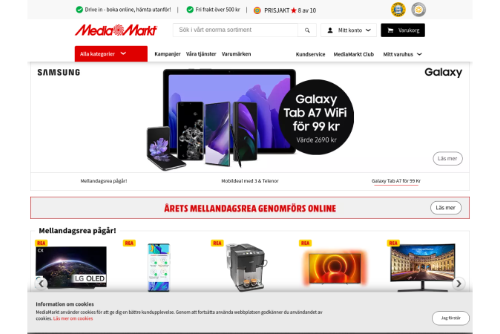 Drive in - boka online, hämta utanför!
Fri frakt över 500 kr
PRISJAKT ★ 8 av 10
MediaMarkt
Sök i vårt enorma sortiment
Mitt konto
Varukorg
Alla kategorier
Kampanjer
Våra tjänster
Varumärken
Kundservice
MediaMarkt Club
Mitt varuhus
SAMSUNG
Galaxy
Galaxy
Tab A7 WiFi
för 99 kr
Värde 2690 kr
Läs mer
Mellandagsrea pågår!
Mobildeal med 3 & Telenor
Galaxy Tab A7 för 99 Kr
ÅRETS MELLANDAGSREA GENOMFÖRS ONLINE
Läs mer
Mellandagsrea pågår!
REA
REA
REA
REA
REA
LG OLED
Information om cookies
MediaMarkt använder cookies för att ge dig en bättre kundupplevelse. Genom att fortsätta använda webbplatsen godkänner du användandet av
cookies. Läs mer om cookies.
Jag förstår